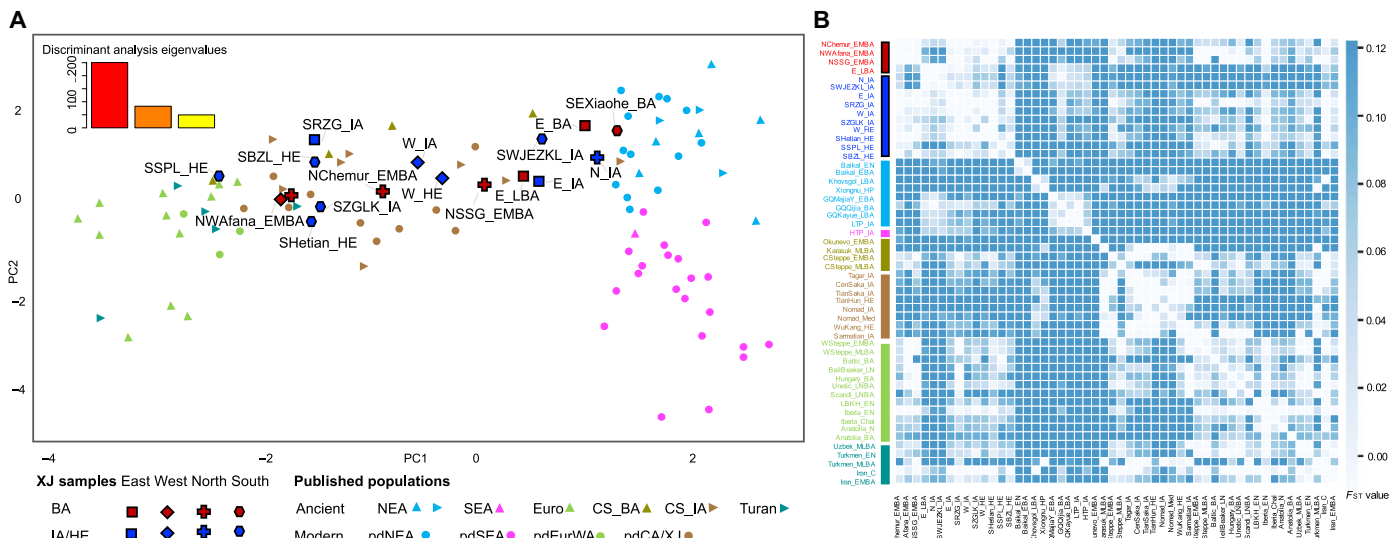 A
Discriminant analysis eigenvalues
200
100
0
2
0
−2
−4
PC2
−4
−2
PC1
0
2
SRZG_IA
SSPL_HE
SBZL_HE
NChemur_EMBA
W_IA
W_HE
SZGLK_IA
NWAfana_EMBA
SHetian_HE
SEXiaohe_BA
E_BA
SWJEZKL_IA
N_IA
E_IA
E_LBA
NSSG_EMBA
XJ samples East West North South
BA
IA/HE
Published populations
Ancient NEA SEA Euro CS_BA CS_IA Turan
Modern pdNEA pdSEA pdEurWA pdCA/XJ
B
NChemur_EMBA
NWAfana_EMBA
NSSG_EMBA
E_LBA
N_IA
SWJEZKL_IA
E_IA
SRZG_IA
W_IA
SZGLK_IA
W_HE
SHetian_HE
SSPL_HE
SBZL_HE
Baikal_EN
Baikal_EBA
Khovsgol_LBA
Xiongnu_HP
GQMajiaY_EBA
GQQijia_BA
GQKayue_LBA
LTP_IA
HTP_IA
Okunevo_EMBA
Karasuk_MLBA
CSteppe_EMBA
CSteppe_MLBA
Tagar_IA
CenSaka_IA
TianSaka_IA
TianHun_HE
Nomad_IA
Nomad_Med
WuKang_HE
Sarmatian_IA
WSteppe_EMBA
WSteppe_MLBA
Baltic_BA
BellBeaker_LN
Hungary_BA
Unetic_LNBA
Scandi_LNBA
LBKH_EN
Iberia_EN
Iberia_Chal
Anatolia_N
Anatolia_BA
Uzbek_MLBA
Turkmen_EN
Turkmen_MLBA
Iran_C
Iran_EMBA
0.12
0.10
0.08
0.06
0.04
0.02
0.00
FST value